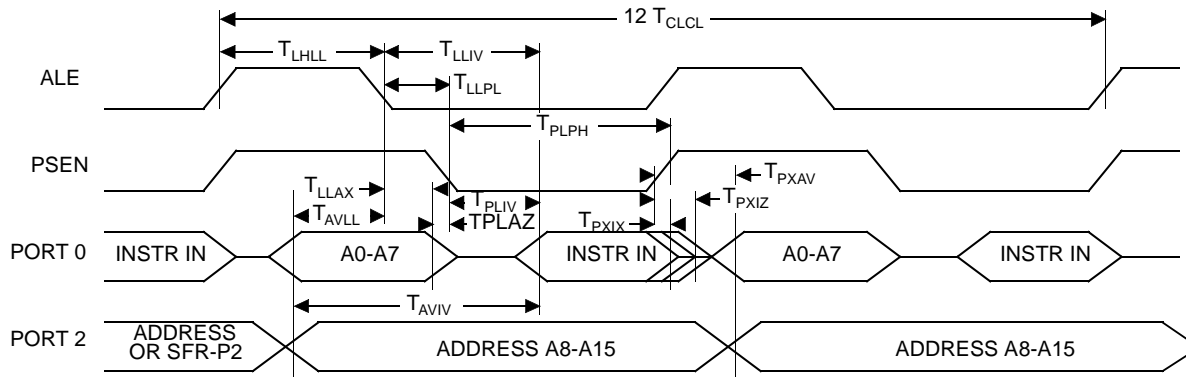 12 TCLCL
TLHLL TLLIV
ALE
TLLPL
TPLPH
PSEN
TLLAX TPLIV TPXAV
TAVLL TPLAZ TPXIX TPXIZ
PORT 0 INSTR IN A0-A7 INSTR IN A0-A7 INSTR IN
TAVIV
PORT 2 ADDRESS OR SFR-P2 ADDRESS A8-A15 ADDRESS A8-A15